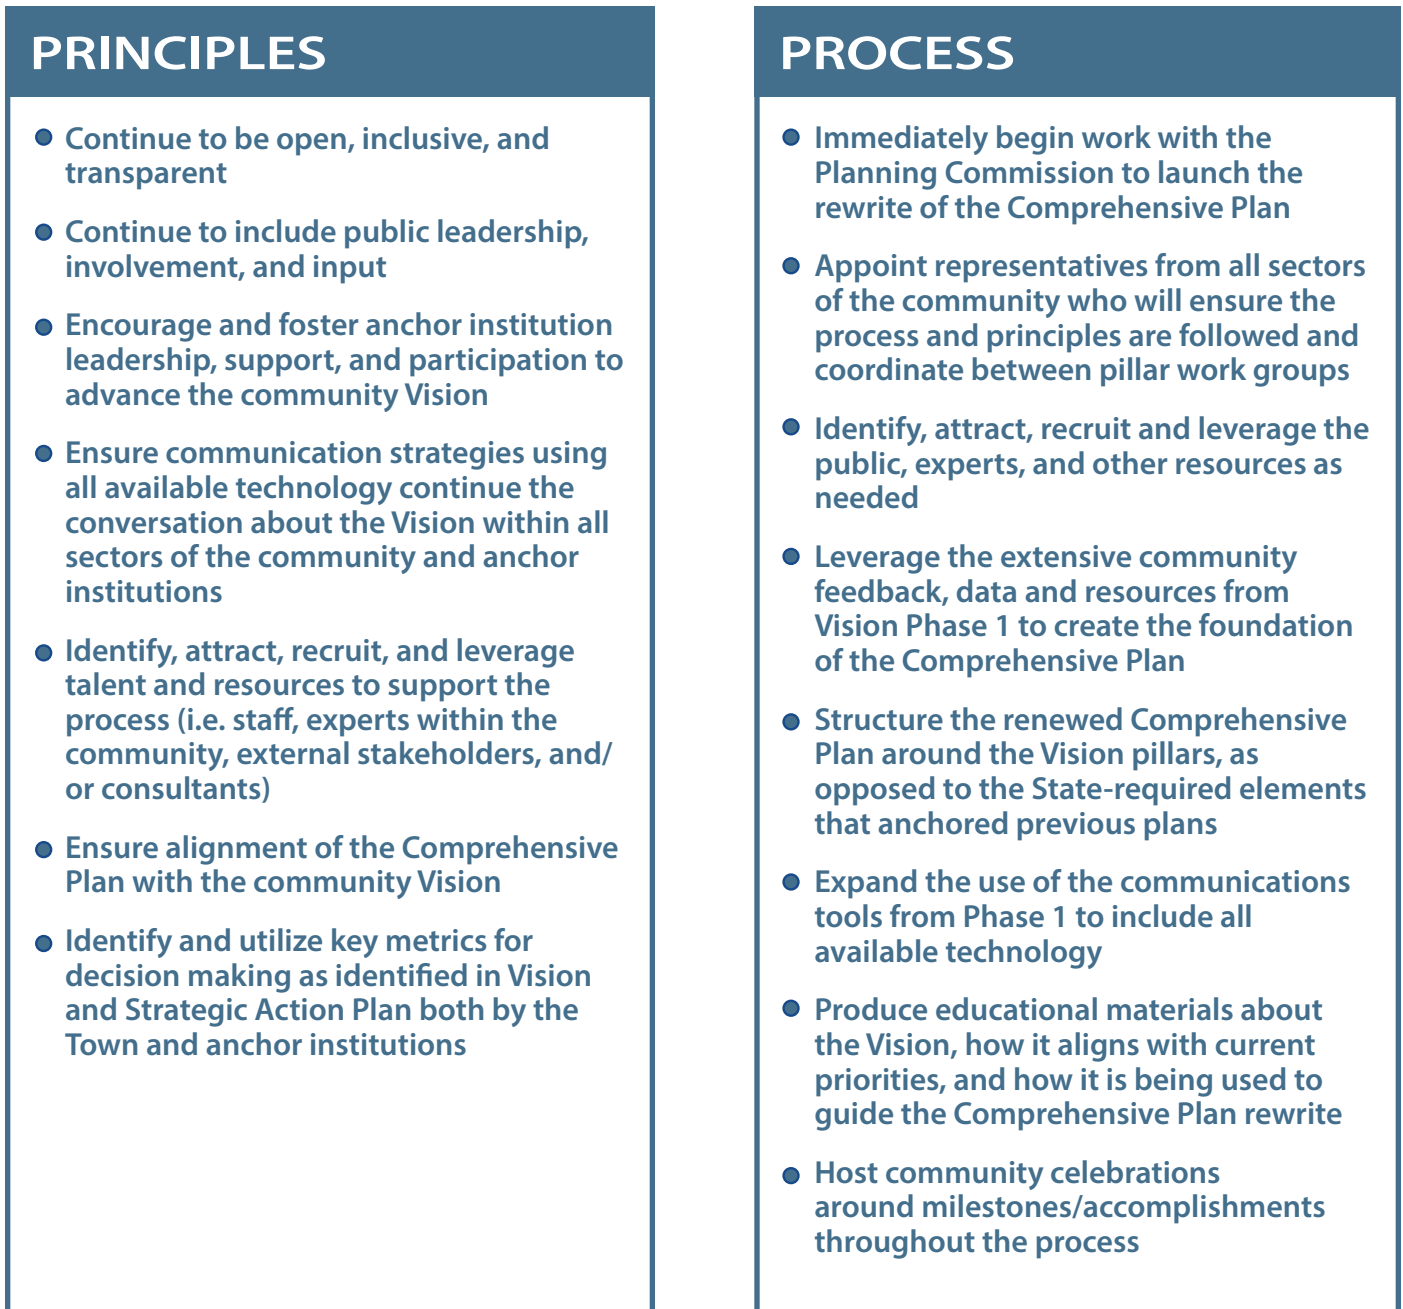 PRINCIPLES
Continue to be open, inclusive, and
transparent
Continue to include public leadership,
involvement, and input
Encourage and foster anchor institution
leadership, support, and participation to
advance the community Vision
Ensure communication strategies using
all available technology continue the
conversation about the Vision within all
sectors of the community and anchor
institutions
Identify, attract, recruit, and leverage
talent and resources to support the
process (i.e. staff, experts within the
community, external stakeholders, and/
or consultants)
Ensure alignment of the Comprehensive
Plan with the community Vision
Identify and utilize key metrics for
decision making as identified in Vision
and Strategic Action Plan both by the
Town and anchor institutions
PROCESS
Immediately begin work with the
Planning Commission to launch the
rewrite of the Comprehensive Plan
Appoint representatives from all sectors
of the community who will ensure the
process and principles are followed and
coordinate between pillar work groups
Identify, attract, recruit and leverage the
public, experts, and other resources as
needed
Leverage the extensive community
feedback, data and resources from
Vision Phase 1 to create the foundation
of the Comprehensive Plan
Structure the renewed Comprehensive
Plan around the Vision pillars, as
opposed to the State-required elements
that anchored previous plans
Expand the use of the communications
tools from Phase 1 to include all
available technology
Produce educational materials about
the Vision, how it aligns with current
priorities, and how it is being used to
guide the Comprehensive Plan rewrite
Host community celebrations
around milestones/accomplishments
throughout the process